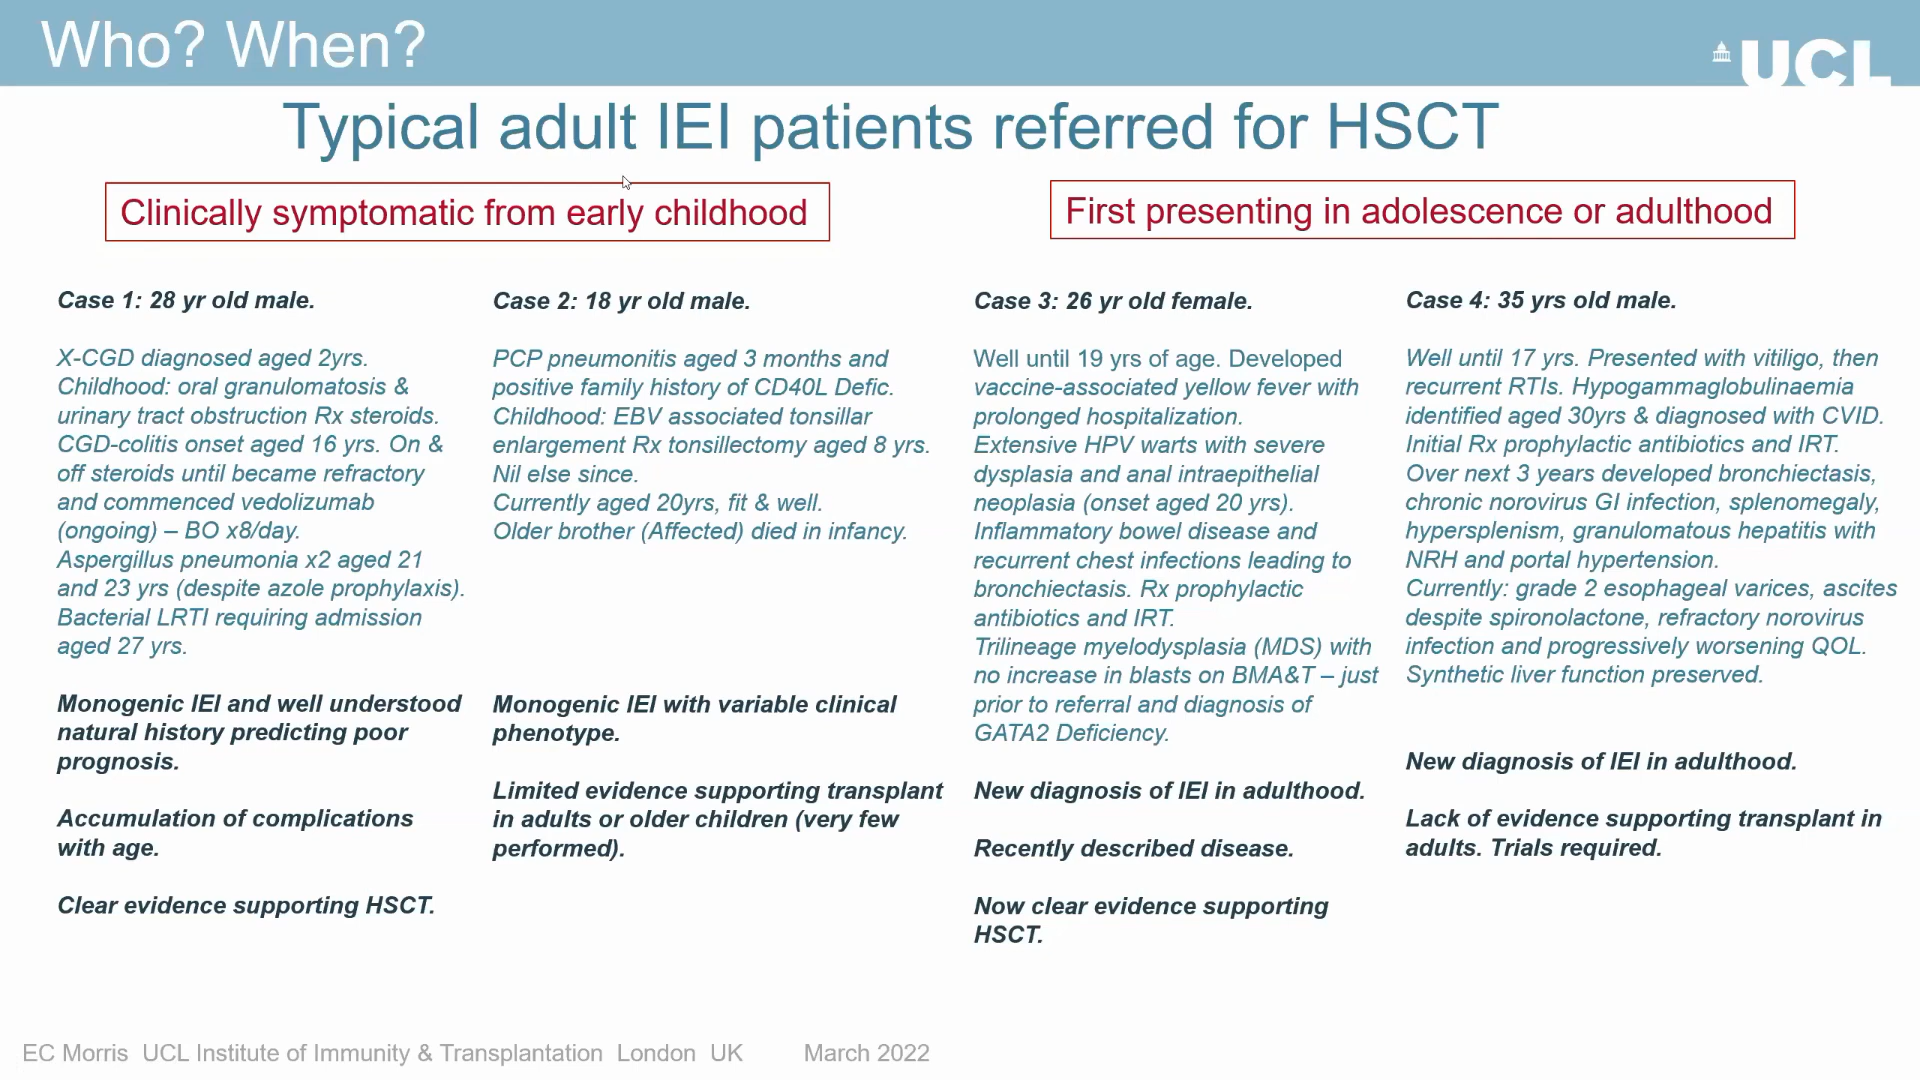 Who? When?
UCL
Typical adult IEI patients referred for HSCT
Clinically symptomatic from early childhood
First presenting in adolescence or adulthood
Case 1: 28 yr old male.
X-CGD diagnosed aged 2yrs.
Childhood: oral granulomatosis &
urinary tract obstruction Rx steroids.
CGD-colitis onset aged 16 yrs. On &
off steroids until became refractory
and commenced vedolizumab
(ongoing) – BO x8/day.
Aspergillus pneumonia x2 aged 21
and 23 yrs (despite azole prophylaxis).
Bacterial LRTI requiring admission
aged 27 yrs.
Monogenic IEI and well understood
natural history predicting poor
prognosis.
Accumulation of complications
with age.
Clear evidence supporting HSCT.
Case 2: 18 yr old male.
PCP pneumonitis aged 3 months and
positive family history of CD40L Defic.
Childhood: EBV associated tonsillar
enlargement Rx tonsillectomy aged 8 yrs.
Nil else since.
Currently aged 20yrs, fit & well.
Older brother (Affected) died in infancy.
Monogenic IEI with variable clinical
phenotype.
Limited evidence supporting transplant
in adults or older children (very few
performed).
Case 3: 26 yr old female.
Well until 19 yrs of age. Developed
vaccine-associated yellow fever with
prolonged hospitalization.
Extensive HPV warts with severe
dysplasia and anal intraepithelial
neoplasia (onset aged 20 yrs).
Inflammatory bowel disease and
recurrent chest infections leading to
bronchiectasis. Rx prophylactic
antibiotics and IRT.
Trilineage myelodysplasia (MDS) with
no increase in blasts on BMA&T – just
prior to referral and diagnosis of
GATA2 Deficiency.
New diagnosis of IEI in adulthood.
Recently described disease.
Now clear evidence supporting
HSCT.
Case 4: 35 yrs old male.
Well until 17 yrs. Presented with vitiligo, then
recurrent RTIs. Hypogammaglobulinaemia
identified aged 30yrs & diagnosed with CVID.
Initial Rx prophylactic antibiotics and IRT.
Over next 3 years developed bronchiectasis,
chronic norovirus GI infection, splenomegaly,
hypersplenism, granulomatous hepatitis with
NRH and portal hypertension.
Currently: grade 2 esophageal varices, ascites
despite spironolactone, refractory norovirus
infection and progressively worsening QOL.
Synthetic liver function preserved.
New diagnosis of IEI in adulthood.
Lack of evidence supporting transplant in
adults. Trials required.
EC Morris UCL Institute of Immunity & Transplantation London UK March 2022